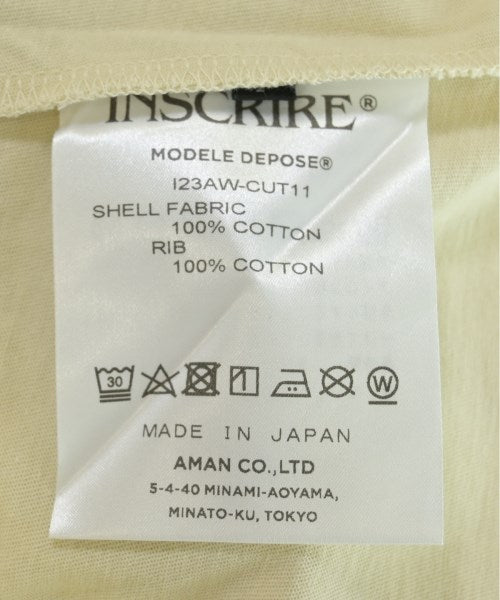 INSCRIRE®
MODELE DEPOSE®
I23AW-CUT11
SHELL FABRIC
100% COTTON
RIB
100% COTTON
30
W
MADE IN JAPAN
AMAN CO.,LTD
5-4-40 MINAMI-AOYAMA,
MINATO-KU, TOKYO